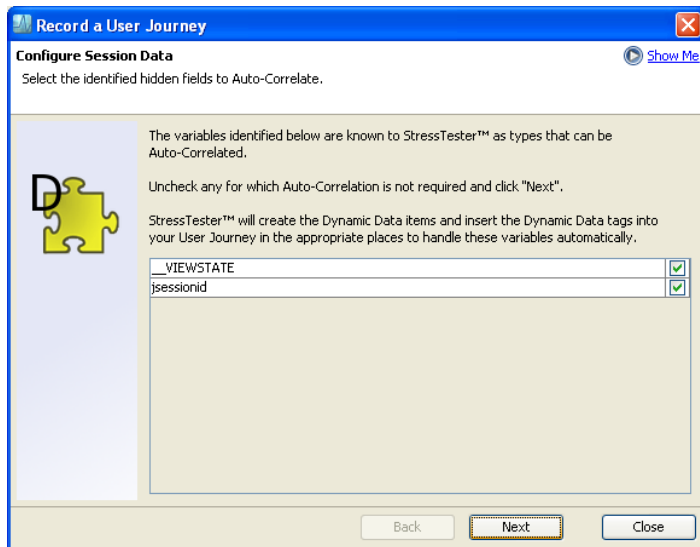 Record a User Journey
Configure Session Data
Show Me
Select the identified hidden fields to Auto-Correlate.
The variables identified below are known to StressTester™ as types that can be
Auto-Correlated.
Uncheck any for which Auto-Correlation is not required and click "Next".
StressTester™ will create the Dynamic Data items and insert the Dynamic Data tags into
your User Journey in the appropriate places to handle these variables automatically.
D
__VIEWSTATE
jsessionid
Back
Next
Close